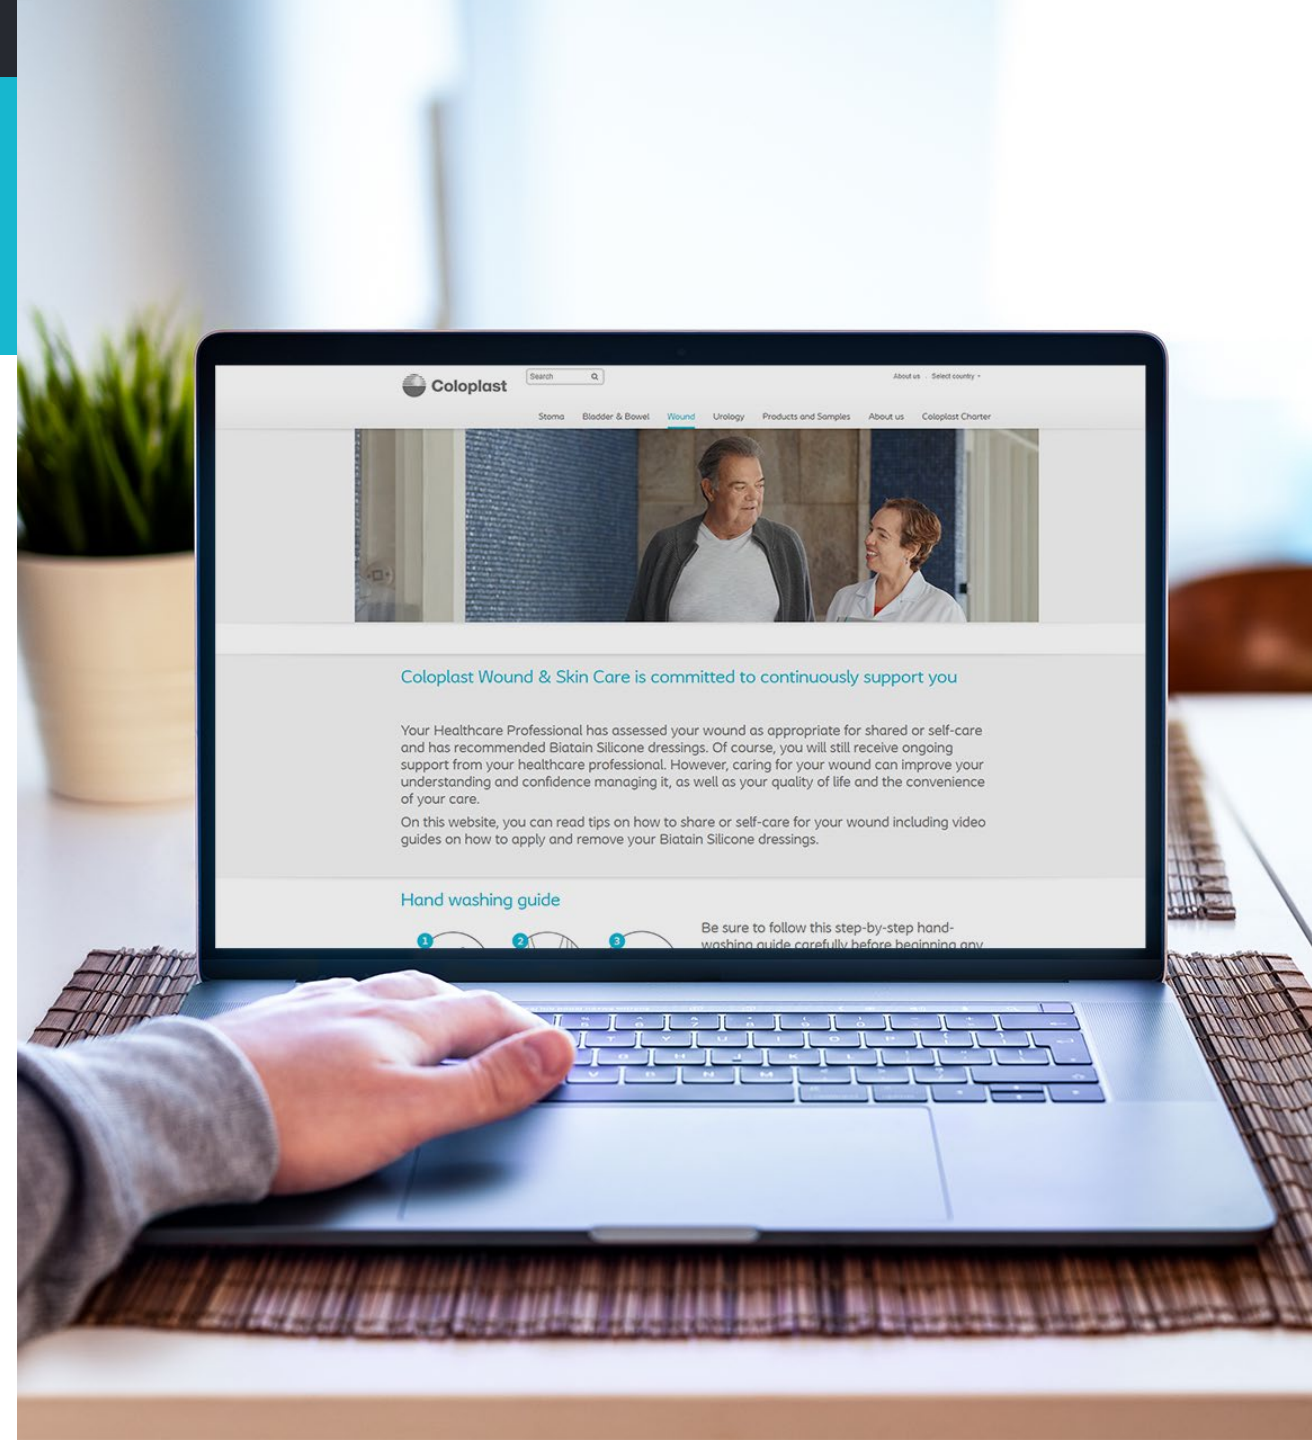 Coloplast
Search
About us
Select country
Stoma Bladder & Bowel Wound Urology Products and Samples About us Coloplast Charter
Coloplast Wound & Skin Care is committed to continuously support you
Your Healthcare Professional has assessed your wound as appropriate for shared or self-care
and has recommended Biatain Silicone dressings. Of course, you will still receive ongoing
support from your healthcare professional. However, caring for your wound can improve your
understanding and confidence managing it, as well as your quality of life and the convenience
of your care.
On this website, you can read tips on how to share or self-care for your wound including video
guides on how to apply and remove your Biatain Silicone dressings.
Hand washing guide
1 2 3
Be sure to follow this step-by-step hand-
washing guide carefully before beginning any